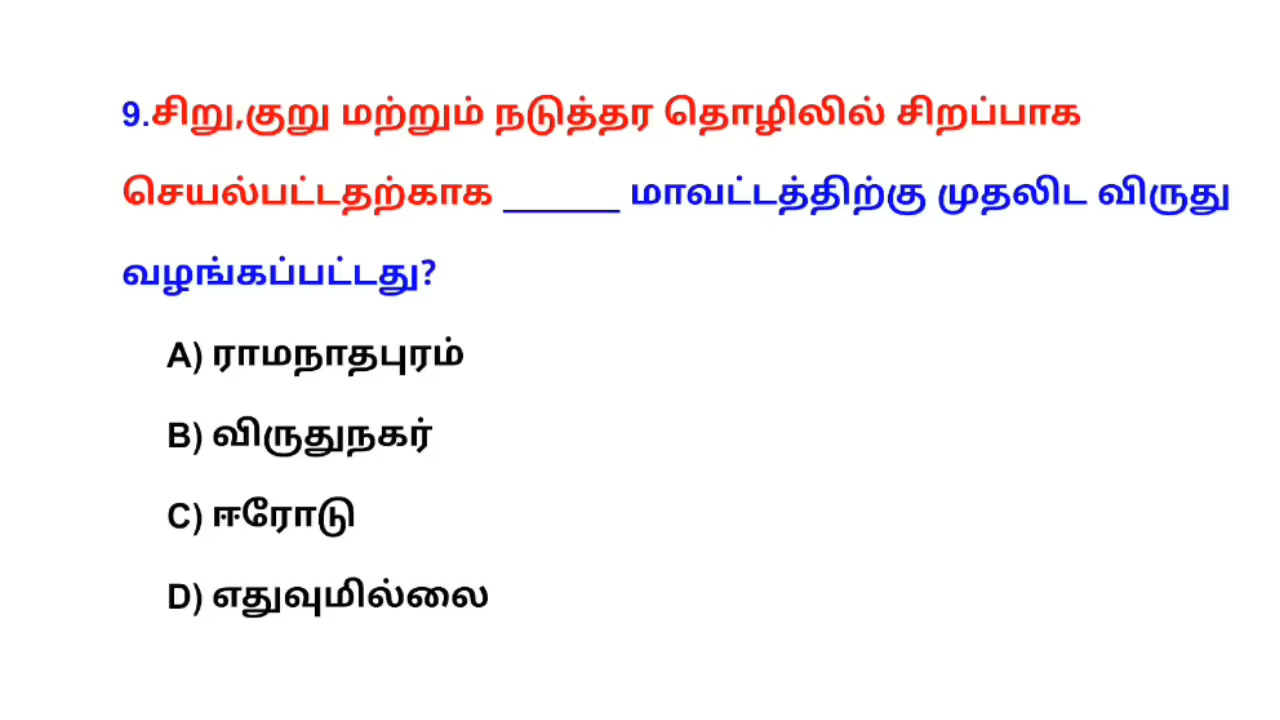 9.சிறு,குறு மற்றும் நடுத்தர தொழிலில் சிறப்பாக
செயல்பட்டதற்காக ______ மாவட்டத்திற்கு முதலிட விருது
வழங்கப்பட்டது?
A) ராமநாதபுரம்
B) விருதுநகர்
C) ஈரோடு
D) எதுவுமில்லை